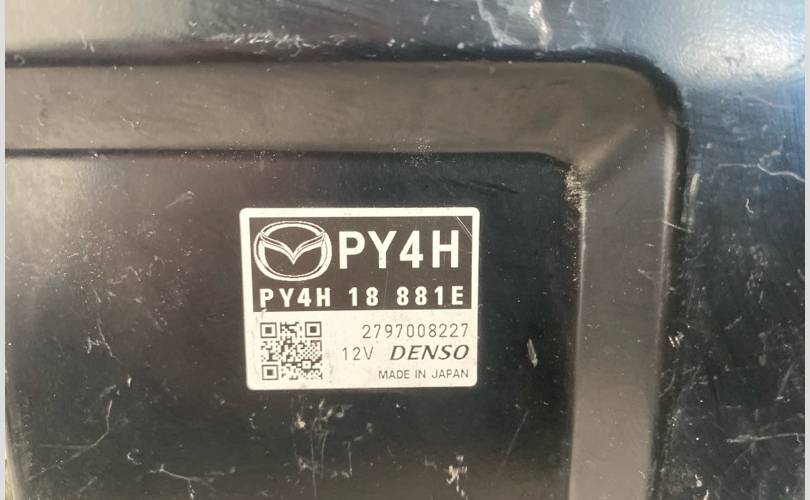 PY4H
PY4H 18 881E
2797008227
12V DENSO
MADE IN JAPAN